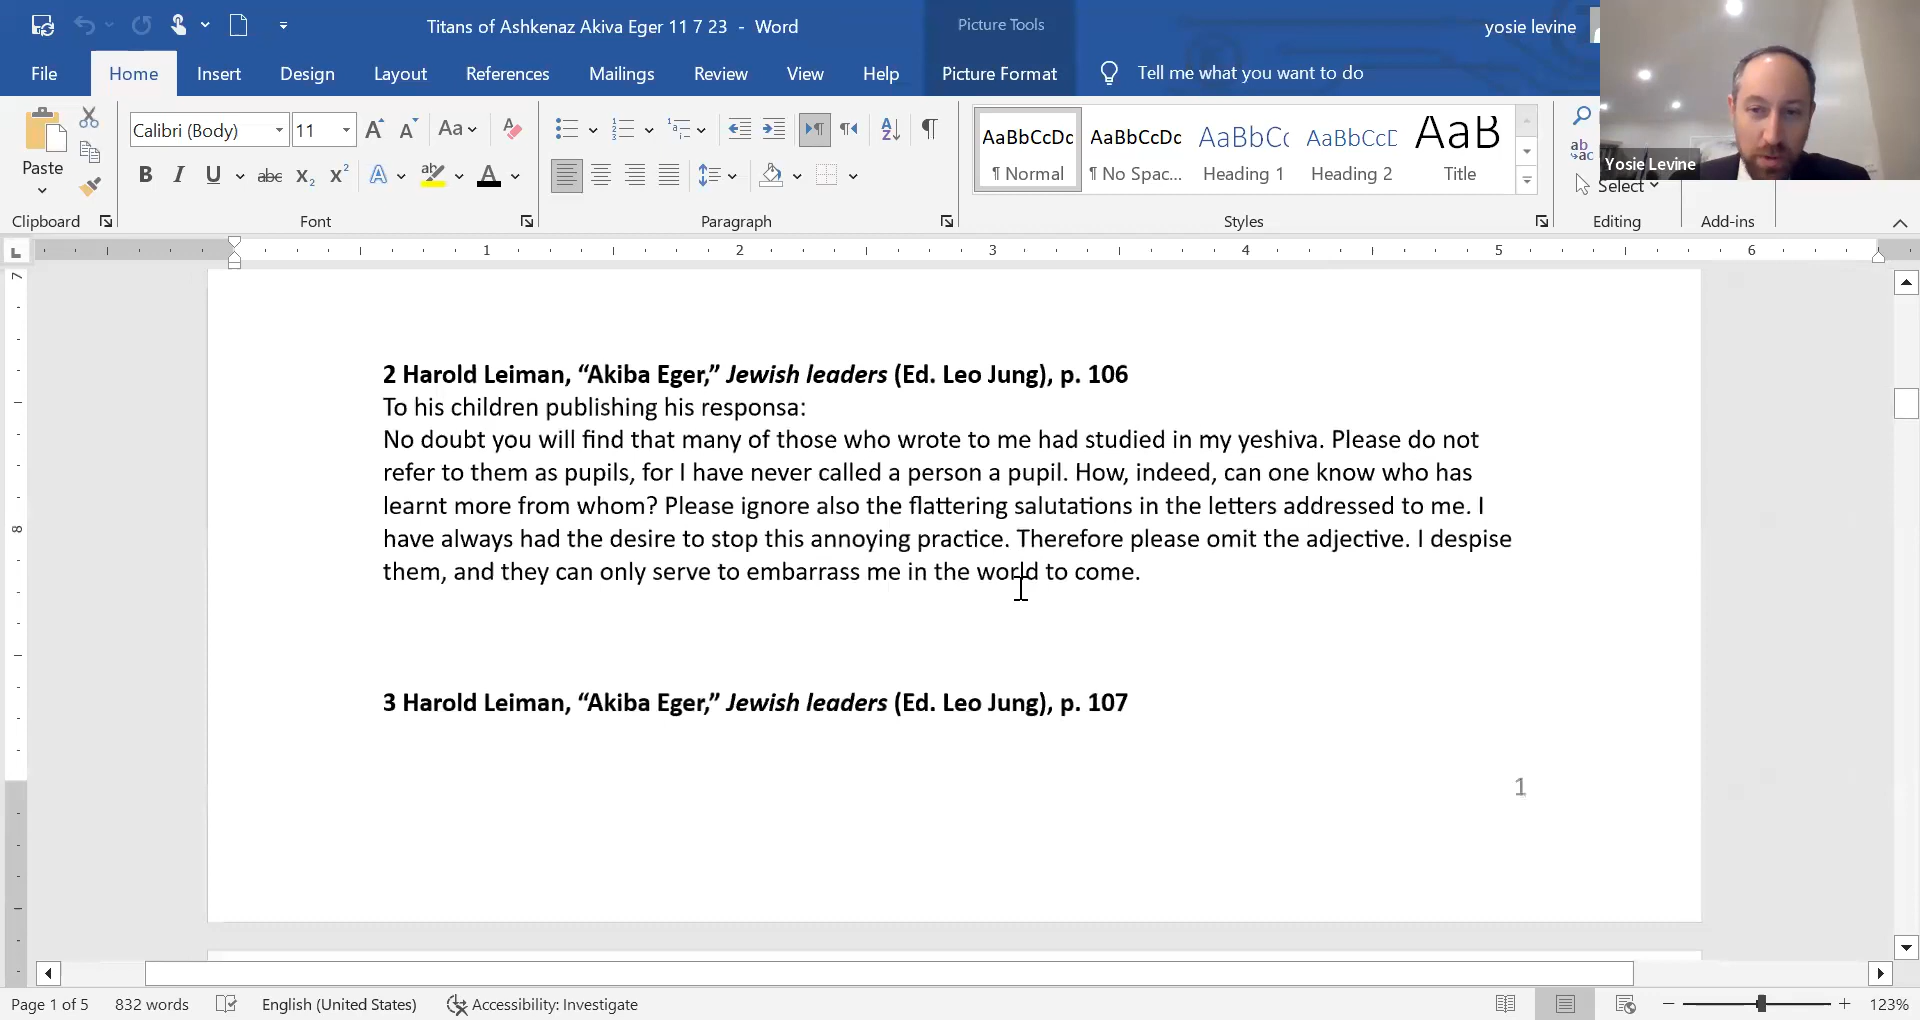 Titans of Ashkenaz Akiva Eger 11 7 23 - Word
Picture Tools
yosie levine
File
Home
Insert
Design
Layout
References
Mailings
Review
View
Help
Picture Format
Tell me what you want to do
Paste
Clipboard
Calibri (Body)
11
Font
Paragraph
AaBbCcDc
¶ Normal
AaBbCcDc
¶ No Spac...
AaBbCc
Heading 1
AaBbCcD
Heading 2
AaB
Title
Styles
Select
Editing
Add-ins
Yosie Levine
1 2 3 4 5 6
7
8
2 Harold Leiman, “Akiba Eger,” Jewish leaders (Ed. Leo Jung), p. 106
To his children publishing his responsa:
No doubt you will find that many of those who wrote to me had studied in my yeshiva. Please do not
refer to them as pupils, for I have never called a person a pupil. How, indeed, can one know who has
learnt more from whom? Please ignore also the flattering salutations in the letters addressed to me. I
have always had the desire to stop this annoying practice. Therefore please omit the adjective. I despise
them, and they can only serve to embarrass me in the world to come.
3 Harold Leiman, “Akiba Eger,” Jewish leaders (Ed. Leo Jung), p. 107
1
Page 1 of 5
832 words
English (United States)
Accessibility: Investigate
123%